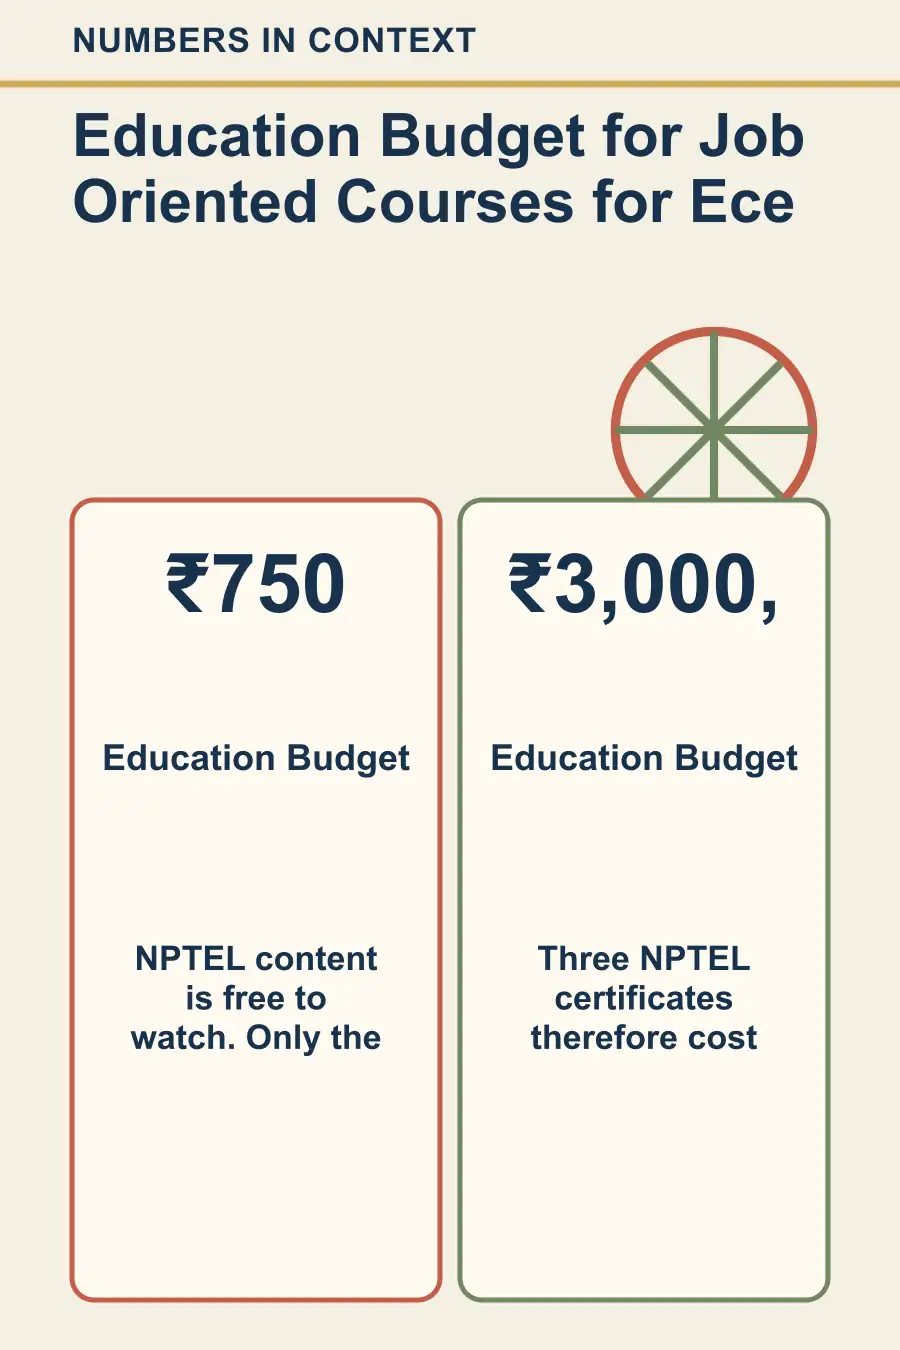 NUMBERS IN CONTEXT
Education Budget for Job
Oriented Courses for Ece
₹750
Education Budget
NPTEL content
is free to
watch. Only the
₹3,000,
Education Budget
Three NPTEL
certificates
therefore cost